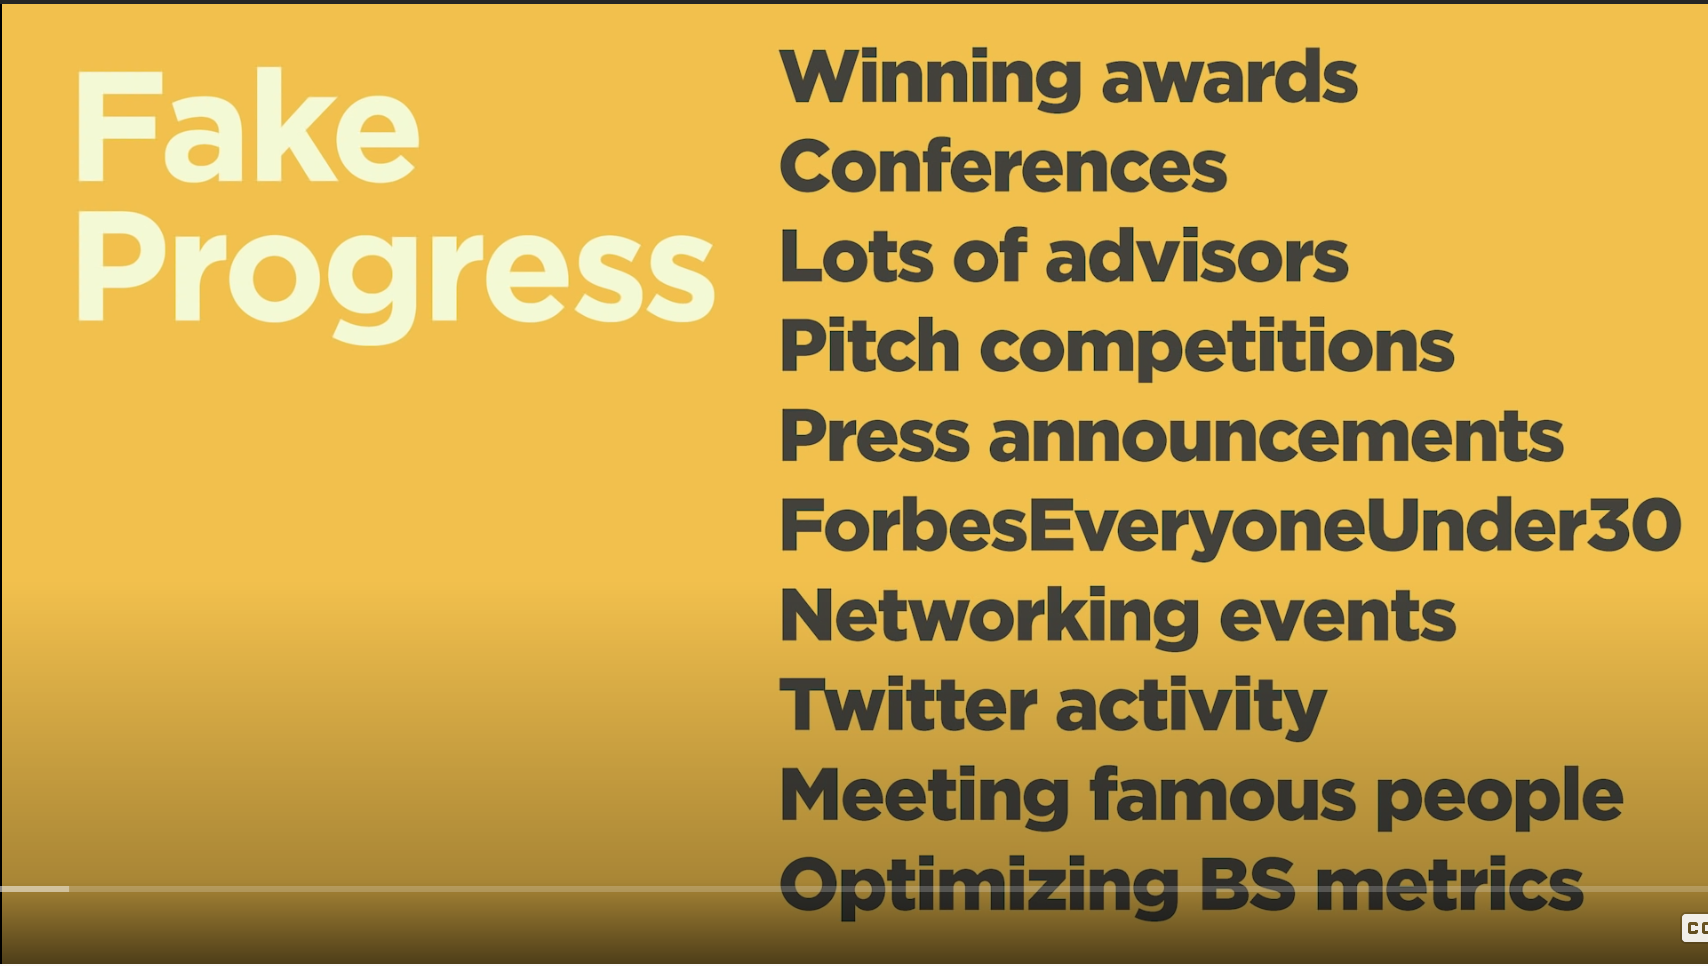 Fake
Progress
Winning awards
Conferences
Lots of advisors
Pitch competitions
Press announcements
ForbesEveryoneUnder30
Networking events
Twitter activity
Meeting famous people
Optimizing BS metrics